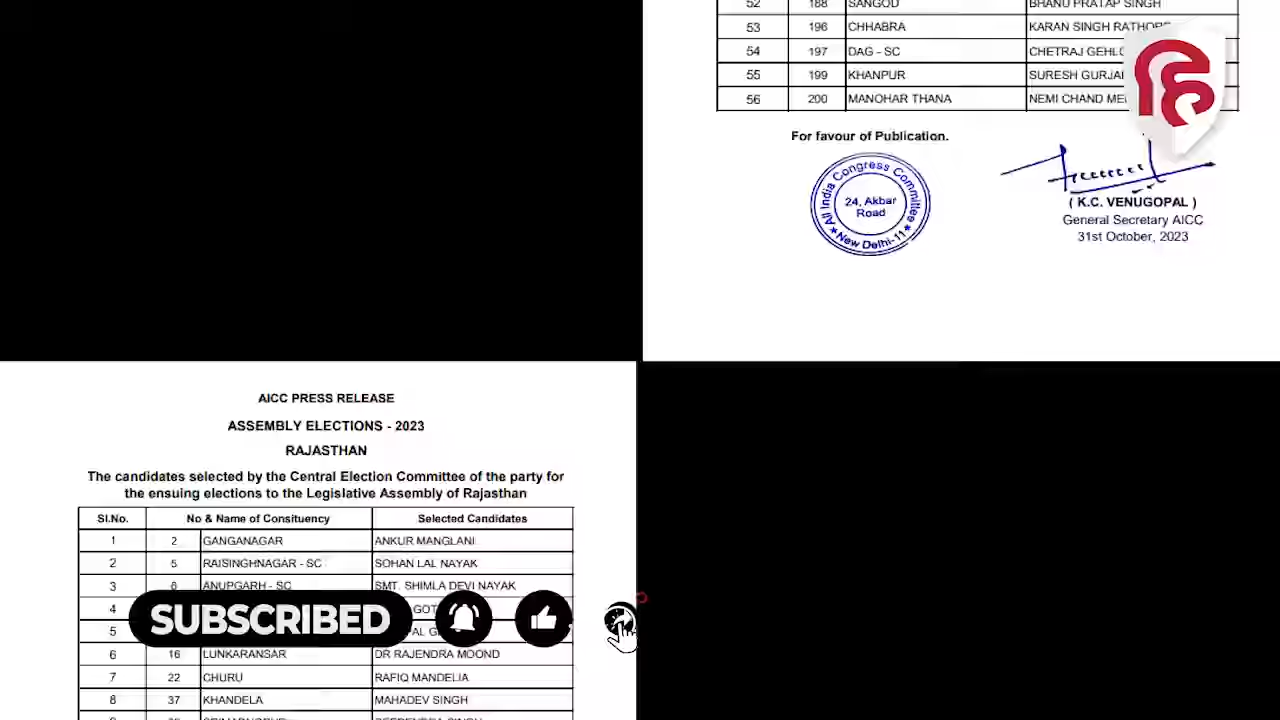 52 188 SANGOD BHANU PRATAP SINGH
53 196 CHHABRA KARAN SINGH RATHORE
54 197 DAG - SC CHETRAJ
55 199 KHANPUR SURESH
56 200 MANOHAR THANA NEMI CHAND
For favour of Publication.
All India Congress Committee
24, Akbar
Road
New Delhi-11
( K.C. VENUGOPAL )
General Secretary AICC
31st October, 2023
AICC PRESS RELEASE
ASSEMBLY ELECTIONS - 2023
RAJASTHAN
The candidates selected by the Central Election Committee of the party for
the ensuing elections to the Legislative Assembly of Rajasthan
Sl.No. No & Name of Consituency Selected Candidates
1 2 GANGANAGAR ANKUR MANGLANI
2 5 RAISINGHNAGAR - SC SOHAN LAL NAYAK
3 6 ANUPGARH - SC SMT. SHIMLA DEVI NAYAK
4
5
SUBSCRIBED
6 16 LUNKARANSAR DR RAJENDRA MOOND
7 22 CHURU RAFIQ MANDELIA
8 37 KHANDELA MAHADEV SINGH